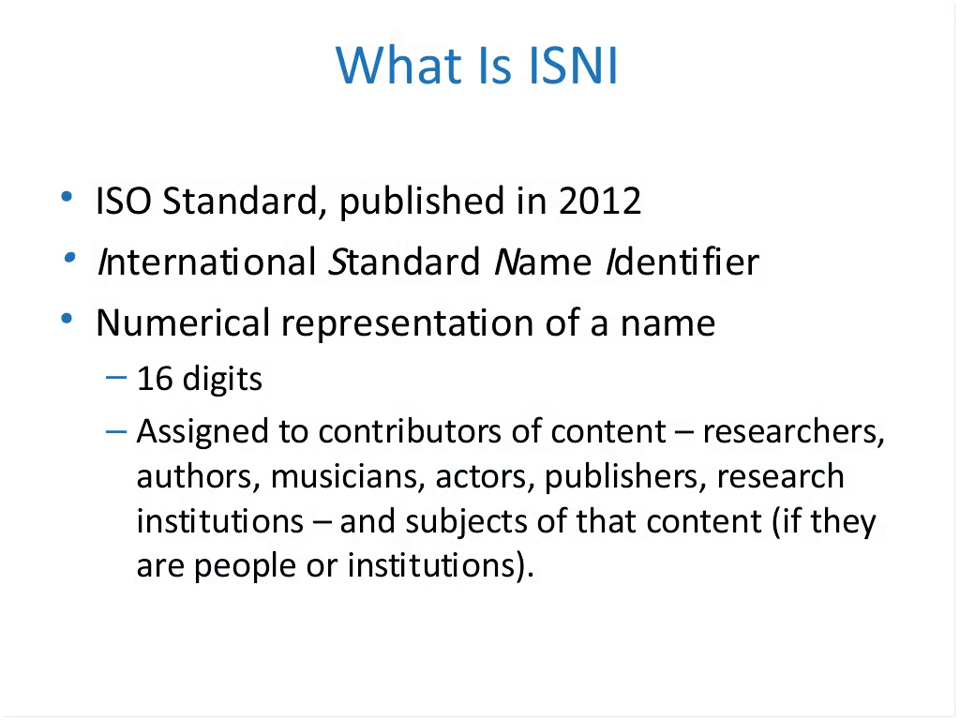 What Is ISNI
• ISO Standard, published in 2012
• International Standard Name Identifier
• Numerical representation of a name
– 16 digits
– Assigned to contributors of content – researchers,
authors, musicians, actors, publishers, research
institutions – and subjects of that content (if they
are people or institutions).